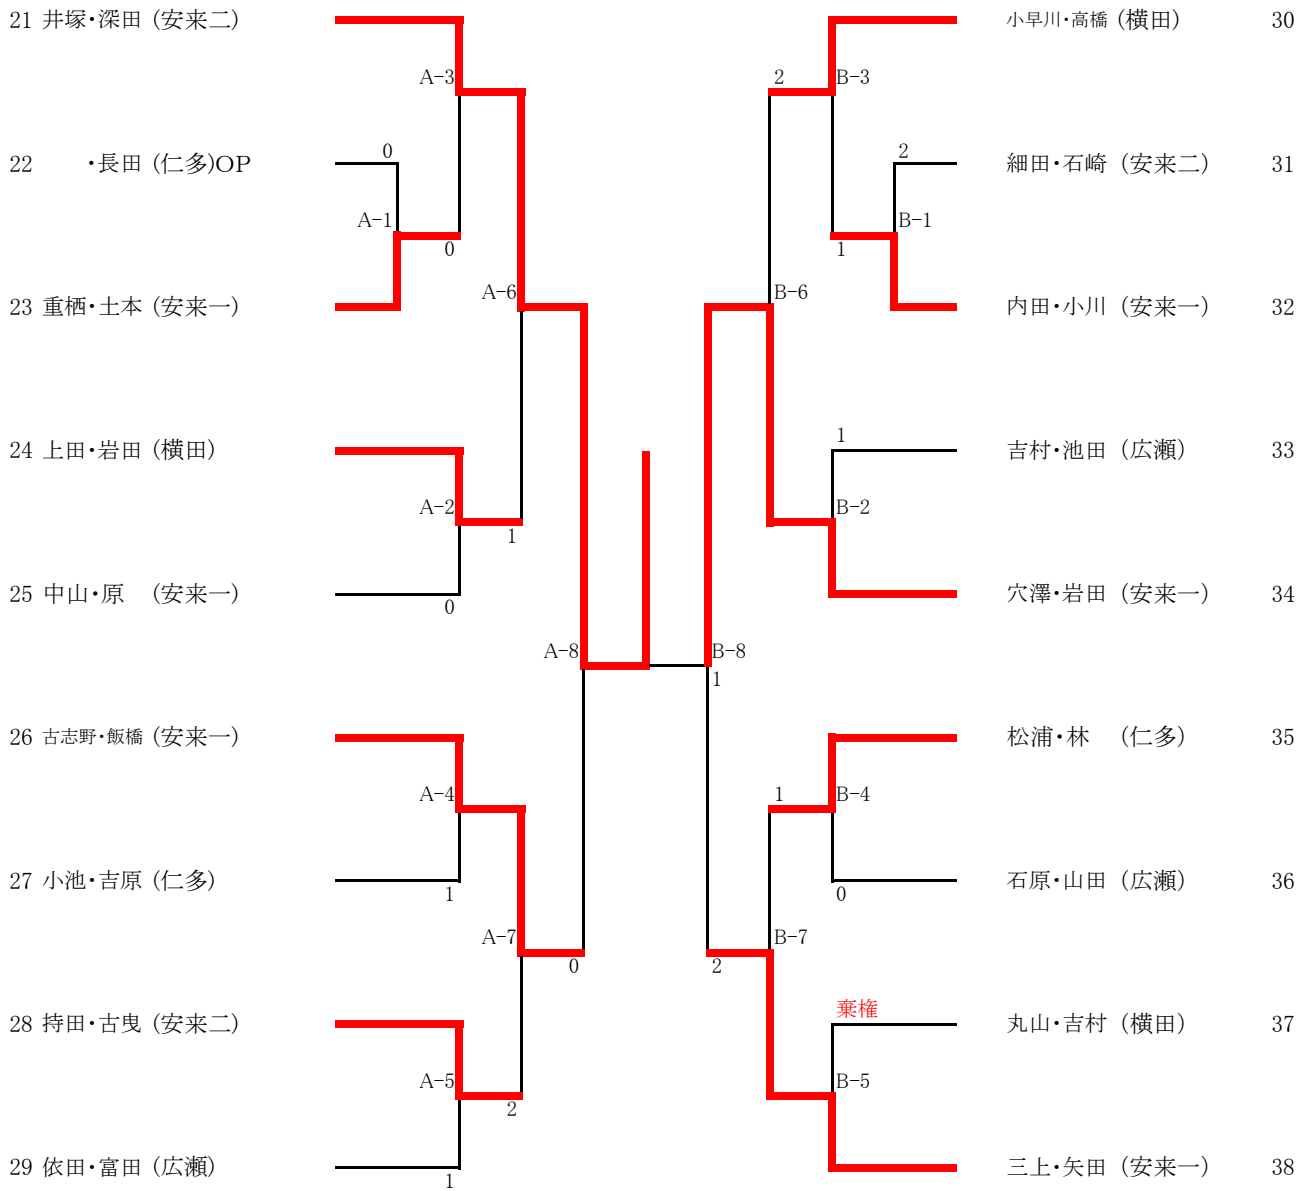 21 井塚・深田 (安来二)
小早川・高橋 (横田) 30
A-3
2
B-3
0
22 ・長田 (仁多)OP
2
細田・石崎 (安来二) 31
A-1
B-1
0
1
A-6
B-6
23 重栖・土本 (安来一)
内田・小川 (安来一) 32
1
24 上田・岩田 (横田)
吉村・池田 (広瀬) 33
A-2
B-2
1
25 中山・原 (安来一)
0
穴澤・岩田 (安来一) 34
A-8
B-8
1
26 古志野・飯橋 (安来一)
松浦・林 (仁多) 35
A-4
1
B-4
27 小池・吉原 (仁多)
1
石原・山田 (広瀬) 36
0
A-7
B-7
0
2
棄権
28 持田・古曳 (安来二)
丸山・吉村 (横田) 37
A-5
B-5
2
29 依田・富田 (広瀬)
1
三上・矢田 (安来一) 38